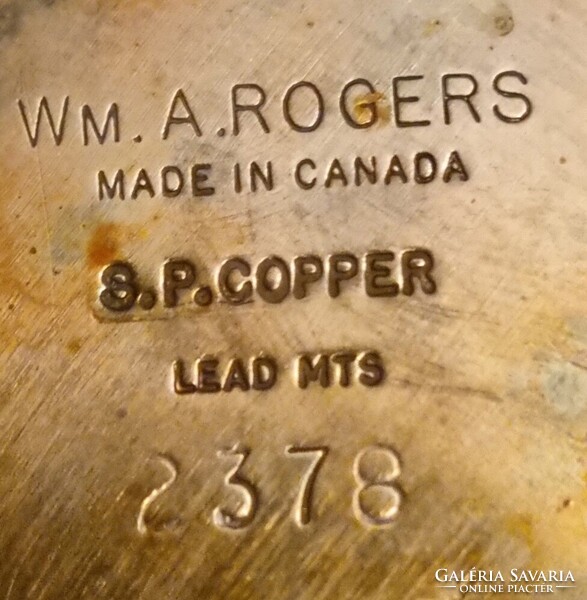 WM. A. ROGERS
MADE IN CANADA
S.P. COPPER
LEAD MTS
2378
GALÉRIA SAVARIA
ONLINE PIACTÉR